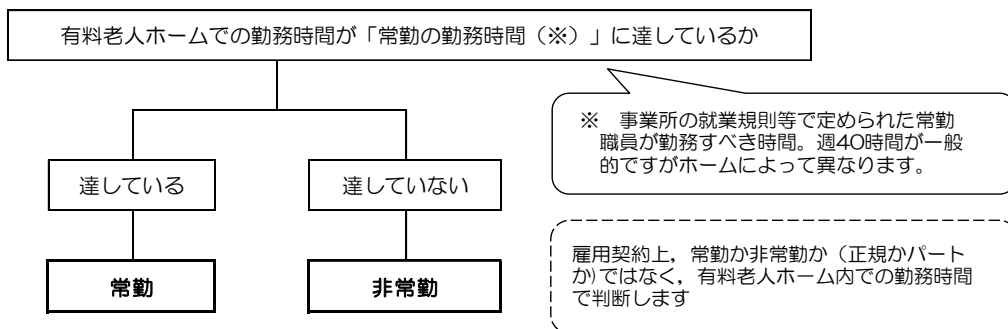 有料老人ホームでの勤務時間が「常勤の勤務時間（※）」に達しているか
※　事業所の就業規則等で定められた常勤
職員が勤務すべき時間。週40時間が一般
的ですがホームによって異なります。
達している
達していない
雇用契約上，常勤か非常勤か（正規かパート
か)ではなく，有料老人ホーム内での勤務時間
で判断します
常勤
非常勤